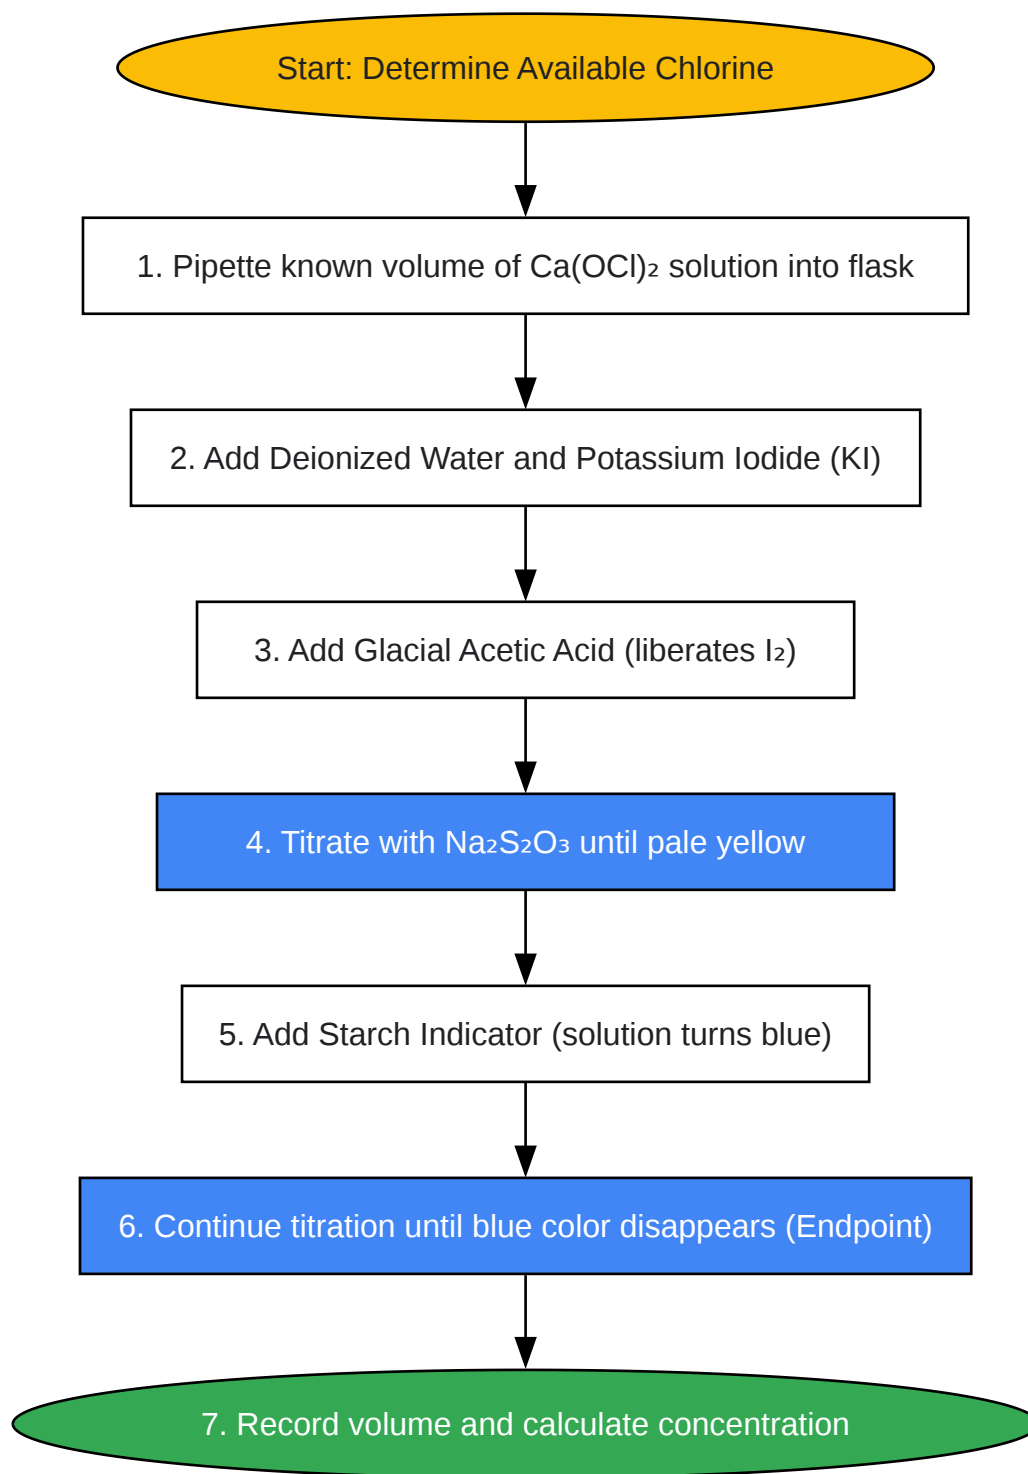 Start: Determine Available Chlorine
1. Pipette known volume of Ca(OCl)₂ solution into flask
2. Add Deionized Water and Potassium Iodide (KI)
3. Add Glacial Acetic Acid (liberates I₂)
4. Titrate with Na₂S₂O₃ until pale yellow
5. Add Starch Indicator (solution turns blue)
6. Continue titration until blue color disappears (Endpoint)
7. Record volume and calculate concentration